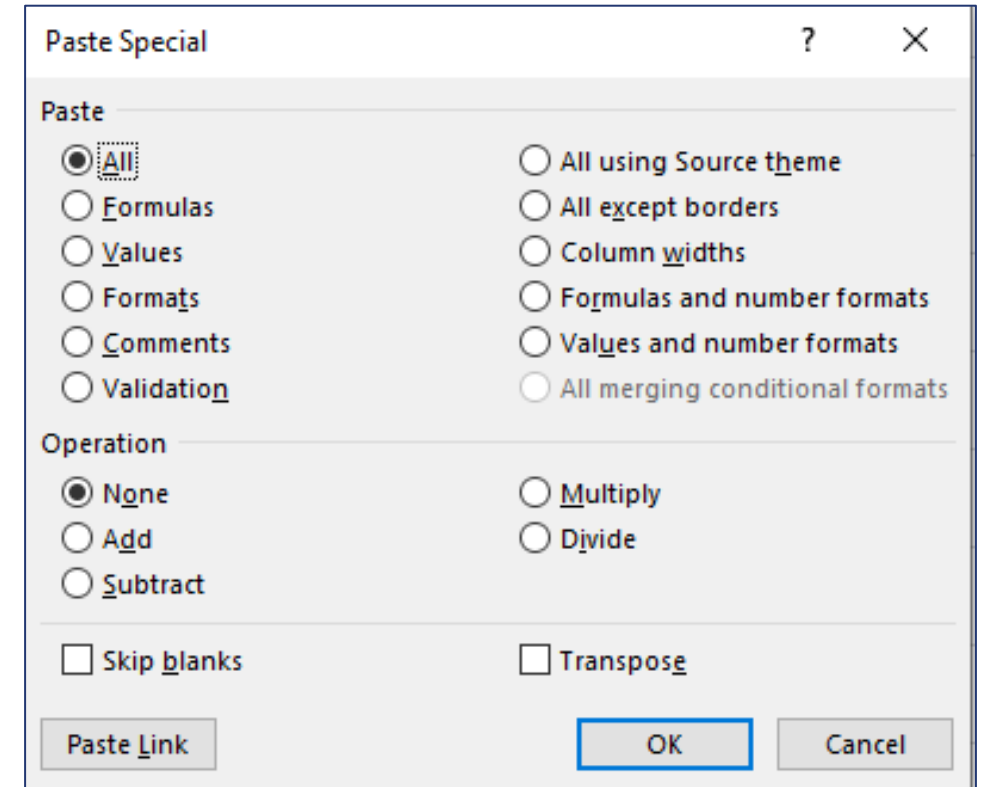 Paste Special ? ×
Paste
All
Formulas
Values
Formats
Comments
Validation
All using Source theme
All except borders
Column widths
Formulas and number formats
Values and number formats
All merging conditional formats
Operation
None
Add
Subtract
Multiply
Divide
Skip blanks
Transpose
Paste Link
OK
Cancel